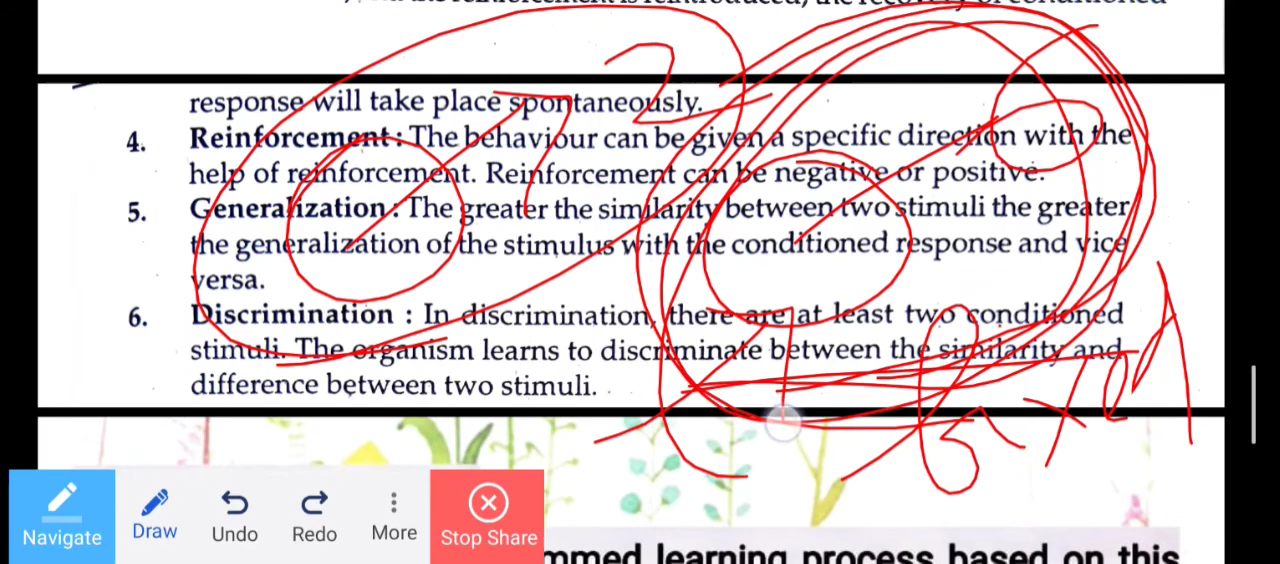 response will take place spontaneously.
4. Reinforcement : The behaviour can be given a specific direction with the
help of reinforcement. Reinforcement can be negative or positive.
5. Generalization : The greater the similarity between two stimuli the greater
the generalization of the stimulus with the conditioned response and vice
versa.
6. Discrimination : In discrimination, there are at least two conditioned
stimuli. The organism learns to discriminate between the similarity and
difference between two stimuli.
Navigate
Draw
Undo
Redo
More
Stop Share
learning process based on this